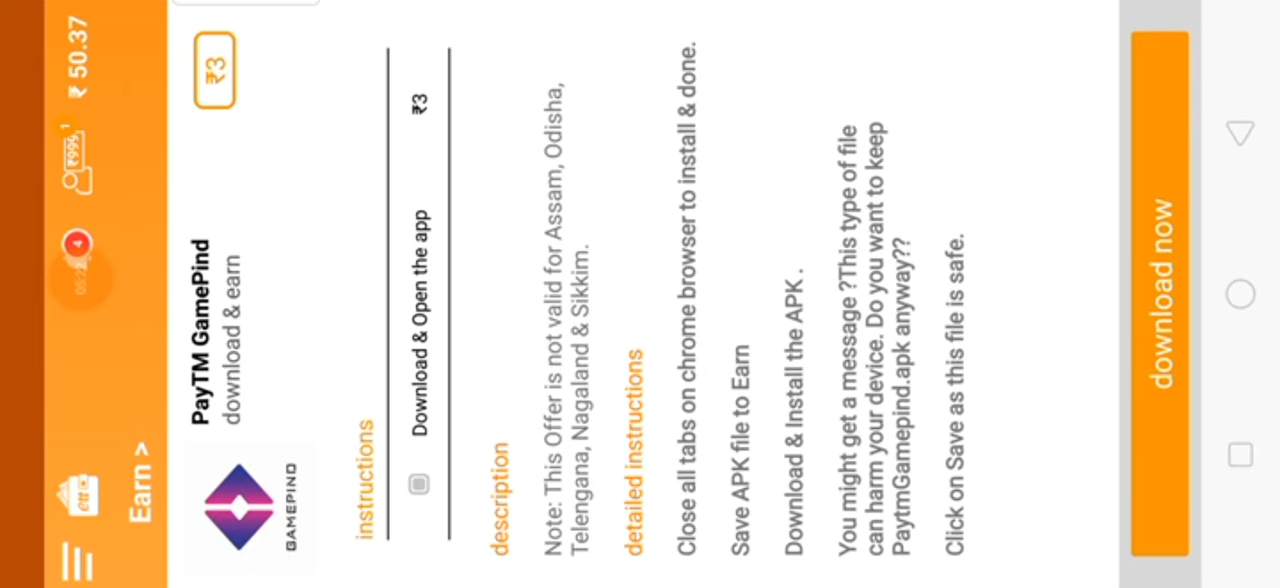 ett
₹999
1
4
₹ 50.37
Earn >
GAMEPIND
PayTM GamePind
download & earn
₹3
instructions
Download & Open the app ₹3
description
Note: This Offer is not valid for Assam, Odisha,
Telengana, Nagaland & Sikkim.
detailed instructions
Close all tabs on chrome browser to install & done.
Save APK file to Earn
Download & Install the APK .
You might get a message ?This type of file
can harm your device. Do you want to keep
PaytmGamepind.apk anyway??
Click on Save as this file is safe.
download now